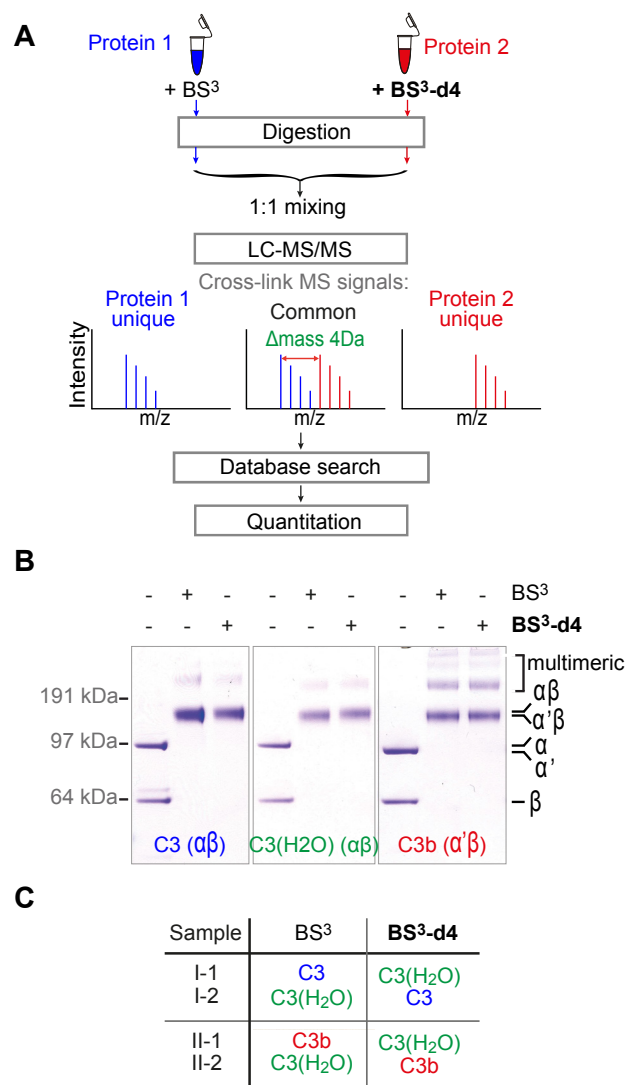 A
Protein 1
Protein 2
+ BS³
+ BS³-d4
Digestion
1:1 mixing
LC-MS/MS
Cross-link MS signals:
Protein 1
unique
Common
Δmass 4Da
Protein 2
unique
Intensity
m/z
m/z
m/z
Database search
Quantitation
B
- + - - + - - + - BS³
- - + - - + - - + BS³-d4
multimeric
191 kDa
αβ
α'β
97 kDa
α
α'
64 kDa
β
C3 (αβ)
C3(H2O) (αβ)
C3b (α'β)
C
Sample BS³ BS³-d4
I-1 C3 C3(H₂O)
I-2 C3(H₂O) C3
II-1 C3b C3(H₂O)
II-2 C3(H₂O) C3b